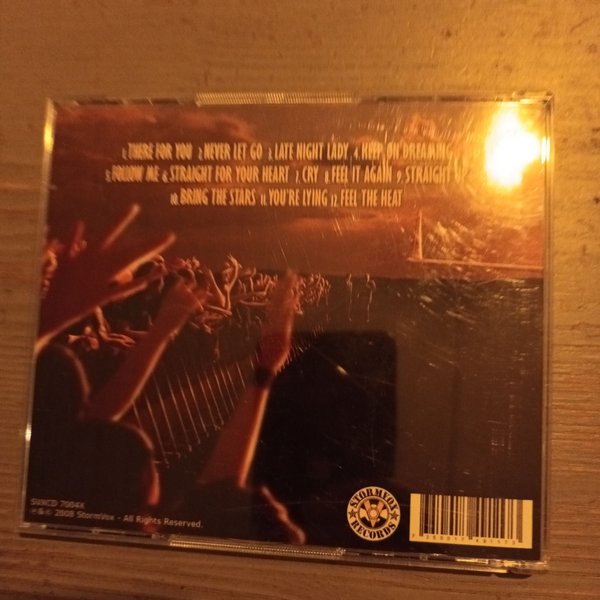 1. THERE FOR YOU 2. NEVER LET GO 3. LATE NIGHT LADY 4. KEEP ON DREAMING
5. FOLLOW ME 6. STRAIGHT FOR YOUR HEART 7. CRY 8. FEEL IT AGAIN 9. STRAIGHT UP
10. BRING THE STARS 11. YOU'RE LYING 12. FEEL THE HEAT
SVXCD 7004X
℗&© 2008 StormVox - All Rights Reserved.
STORMVOX
RECORDS